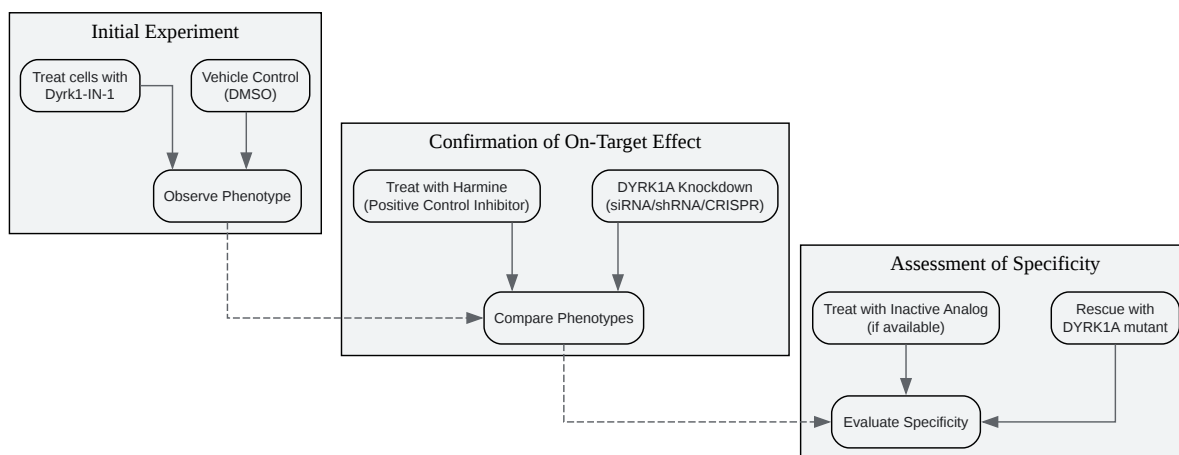 Initial Experiment
Treat cells with
Dyrk1-IN-1
Vehicle Control
(DMSO)
Observe Phenotype
Confirmation of On-Target Effect
Treat with Harmine
(Positive Control Inhibitor)
DYRK1A Knockdown
(siRNA/shRNA/CRISPR)
Compare Phenotypes
Assessment of Specificity
Treat with Inactive Analog
(if available)
Rescue with
DYRK1A mutant
Evaluate Specificity